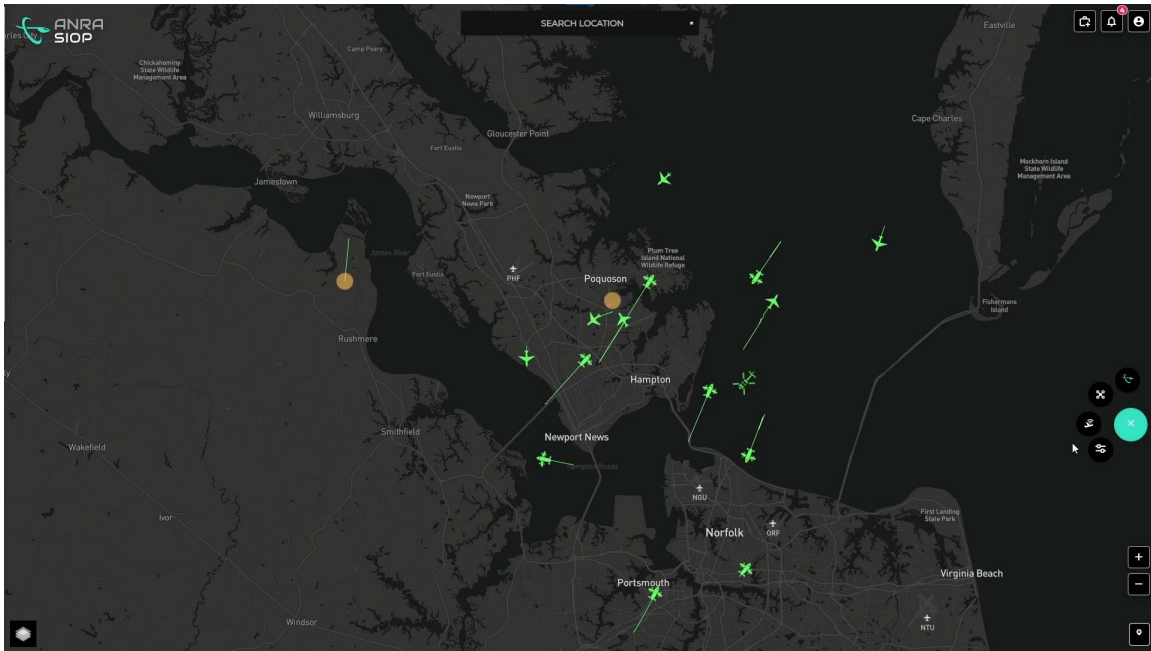 ANRA
SIOP
SEARCH LOCATION
4
Eastville
Camp Peary
Chickahominy
State Wildlife
Management Area
Williamsburg
Cape Charles
Gloucester Point
Fort Eustis
Mockhorn Island
State Wildlife
Management Area
Jamestown
Newport
News Park
James River
Plum Tree
Island National
Wildlife Refuge
Fort Eustis
PHF
Poquoson
Fishermans
Island
Rushmere
Hampton
Smithfield
Newport News
Wakefield
Hampton Roads
NGU
Ivor
First Landing
State Park
Norfolk
ORF
Portsmouth
Virginia Beach
Windsor
NTU